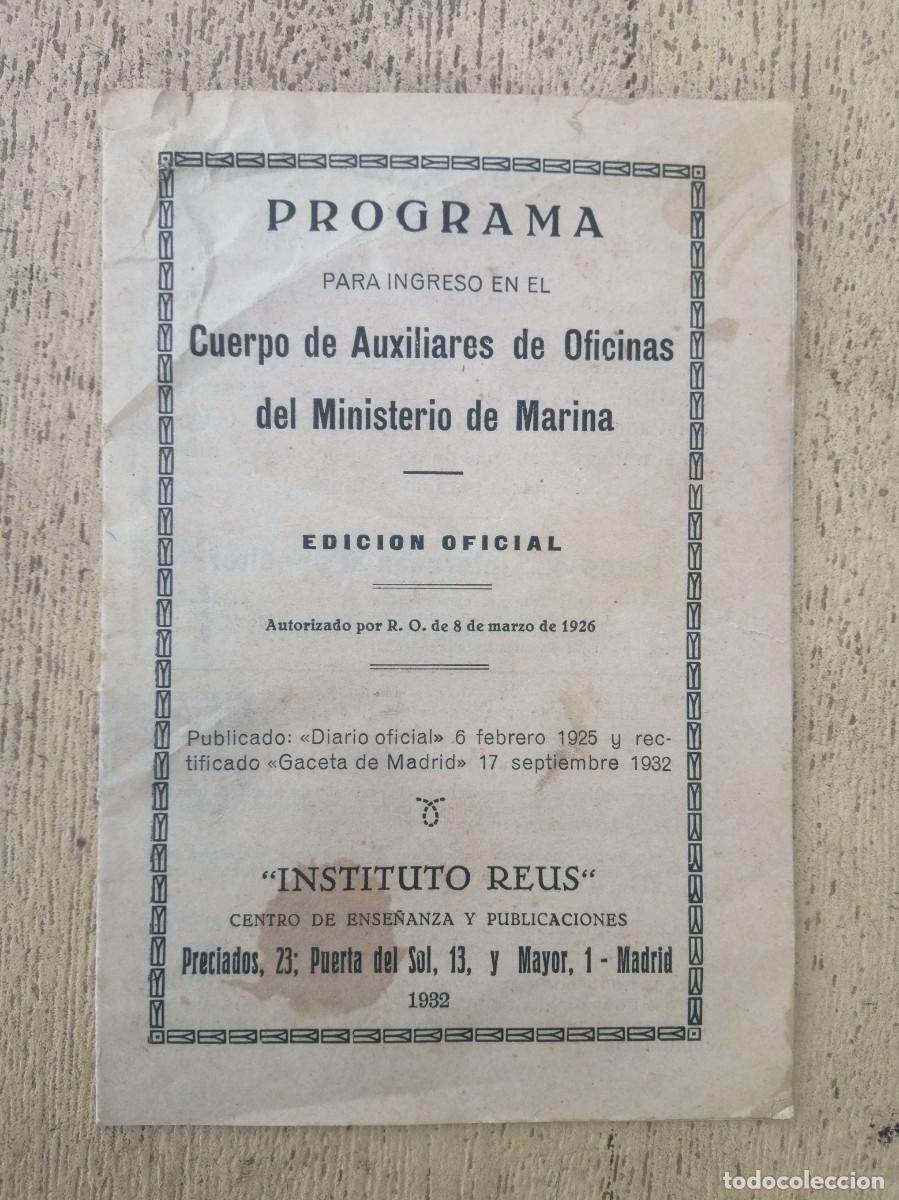 PROGRAMA
PARA INGRESO EN EL
Cuerpo de Auxiliares de Oficinas
del Ministerio de Marina
EDICION OFICIAL
Autorizado por R. O. de 8 de marzo de 1926
Publicado: «Diario oficial» 6 febrero 1925 y rec-
tificado «Gaceta de Madrid» 17 septiembre 1932
"INSTITUTO REUS"
CENTRO DE ENSEÑANZA Y PUBLICACIONES
Preciados, 23; Puerta del Sol, 13, y Mayor, 1 - Madrid
1932
todocoleccion